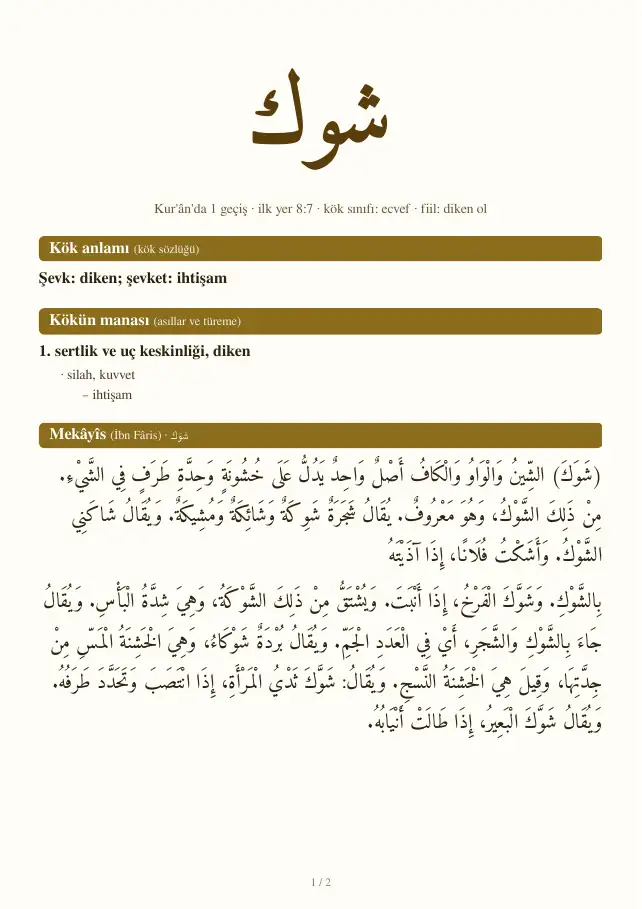 شوك
Kur'ân'da 1 geçiş · ilk yer 8:7 · kök sınıfı: ecvef · fiil: diken ol
Kök anlamı (kök sözlüğü)
Şevk: diken; şevket: ihtişam
Kökün manası (asıllar ve türeme)
1. sertlik ve uç keskinliği, diken
· silah, kuvvet
– ihtişam
Mekâyîs (İbn Fâris) · شوك
(شَوَكَ) الشِّينُ وَالْوَاوُ وَالْكَافُ أَصْلٌ وَاحِدٌ يَدُلُّ عَلَى خُشُونَةٍ وَحِدَّةِ طَرَفٍ فِي الشَّيْءِ.
مِنْ ذَلِكَ الشَّوْكُ، وَهُوَ مَعْرُوفٌ. يُقَالُ شَجَرَةٌ شَوِكَةٌ وَشَائِكَةٌ وَمُشِيكَةٌ. وَيُقَالُ شَاكَنِي
الشَّوْكُ. وَأَشَكْتُ فُلَانًا، إِذَا آذَيْتَهُ
بِالشَّوْكِ. وَشَوَّكَ الْفَرْخُ، إِذَا أَنْبَتَ. وَيُشْتَقُّ مِنْ ذَلِكَ الشَّوْكَةُ، وَهِيَ شِدَّةُ الْبَأْسِ. وَيُقَالُ
جَاءَ بِالشَّوْكِ وَالشَّجَرِ، أَيْ فِي الْعَدَدِ الْجَمِّ. وَيُقَالُ بُرْدَةٌ شَوْكَاءُ، وَهِيَ الْخَشِنَةُ الْمَسِّ مِنْ
جِدَّتِهَا، وَقِيلَ هِيَ الْخَشِنَةُ النَّسْجِ. وَيُقَالُ: شَوَّكَ ثَدْيُ الْمَرْأَةِ، إِذَا انْتَصَبَ وَتَحَدَّدَ طَرَفُهُ.
وَيُقَالُ شَوَّكَ الْبَعِيرُ، إِذَا طَالَتْ أَنْيَابُهُ.
1 / 2